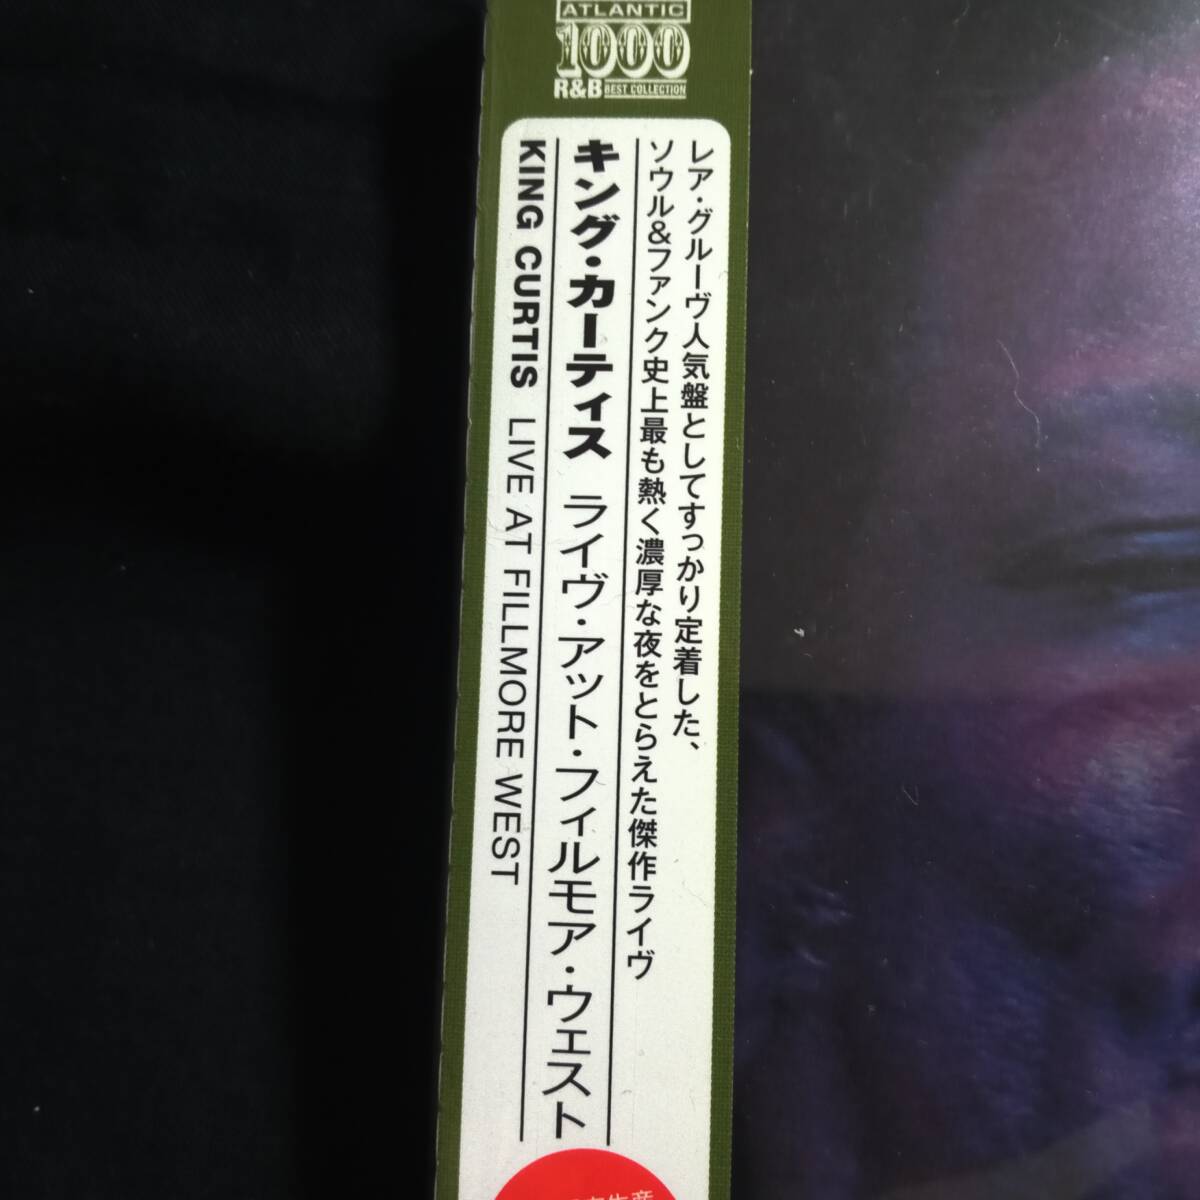 ATLANTIC
1000
R&B BEST COLLECTION
レア・グルーヴ人気盤としてすっかり定着した、
ソウル&ファンク史上最も熱く濃厚な夜をとらえた傑作ライヴ
キング・カーティス ライヴ・アット・フィルモア・ウェスト
KING CURTIS LIVE AT FILLMORE WEST
生産